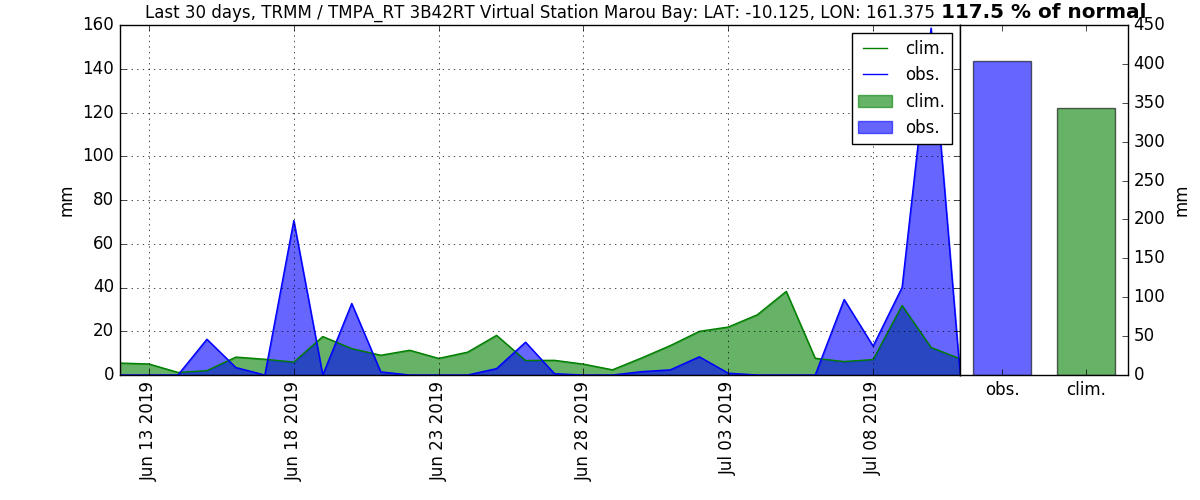 Last 30 days, TRMM / TMPA_RT 3B42RT Virtual Station Marou Bay: LAT: -10.125, LON: 161.375 117.5 % of normal
160
140
120
100
80
60
40
20
0
mm
clim.
obs.
clim.
obs.
450
400
350
300
250
200
150
100
50
0
mm
Jun 13 2019
Jun 18 2019
Jun 23 2019
Jun 28 2019
Jul 03 2019
Jul 08 2019
obs. clim.